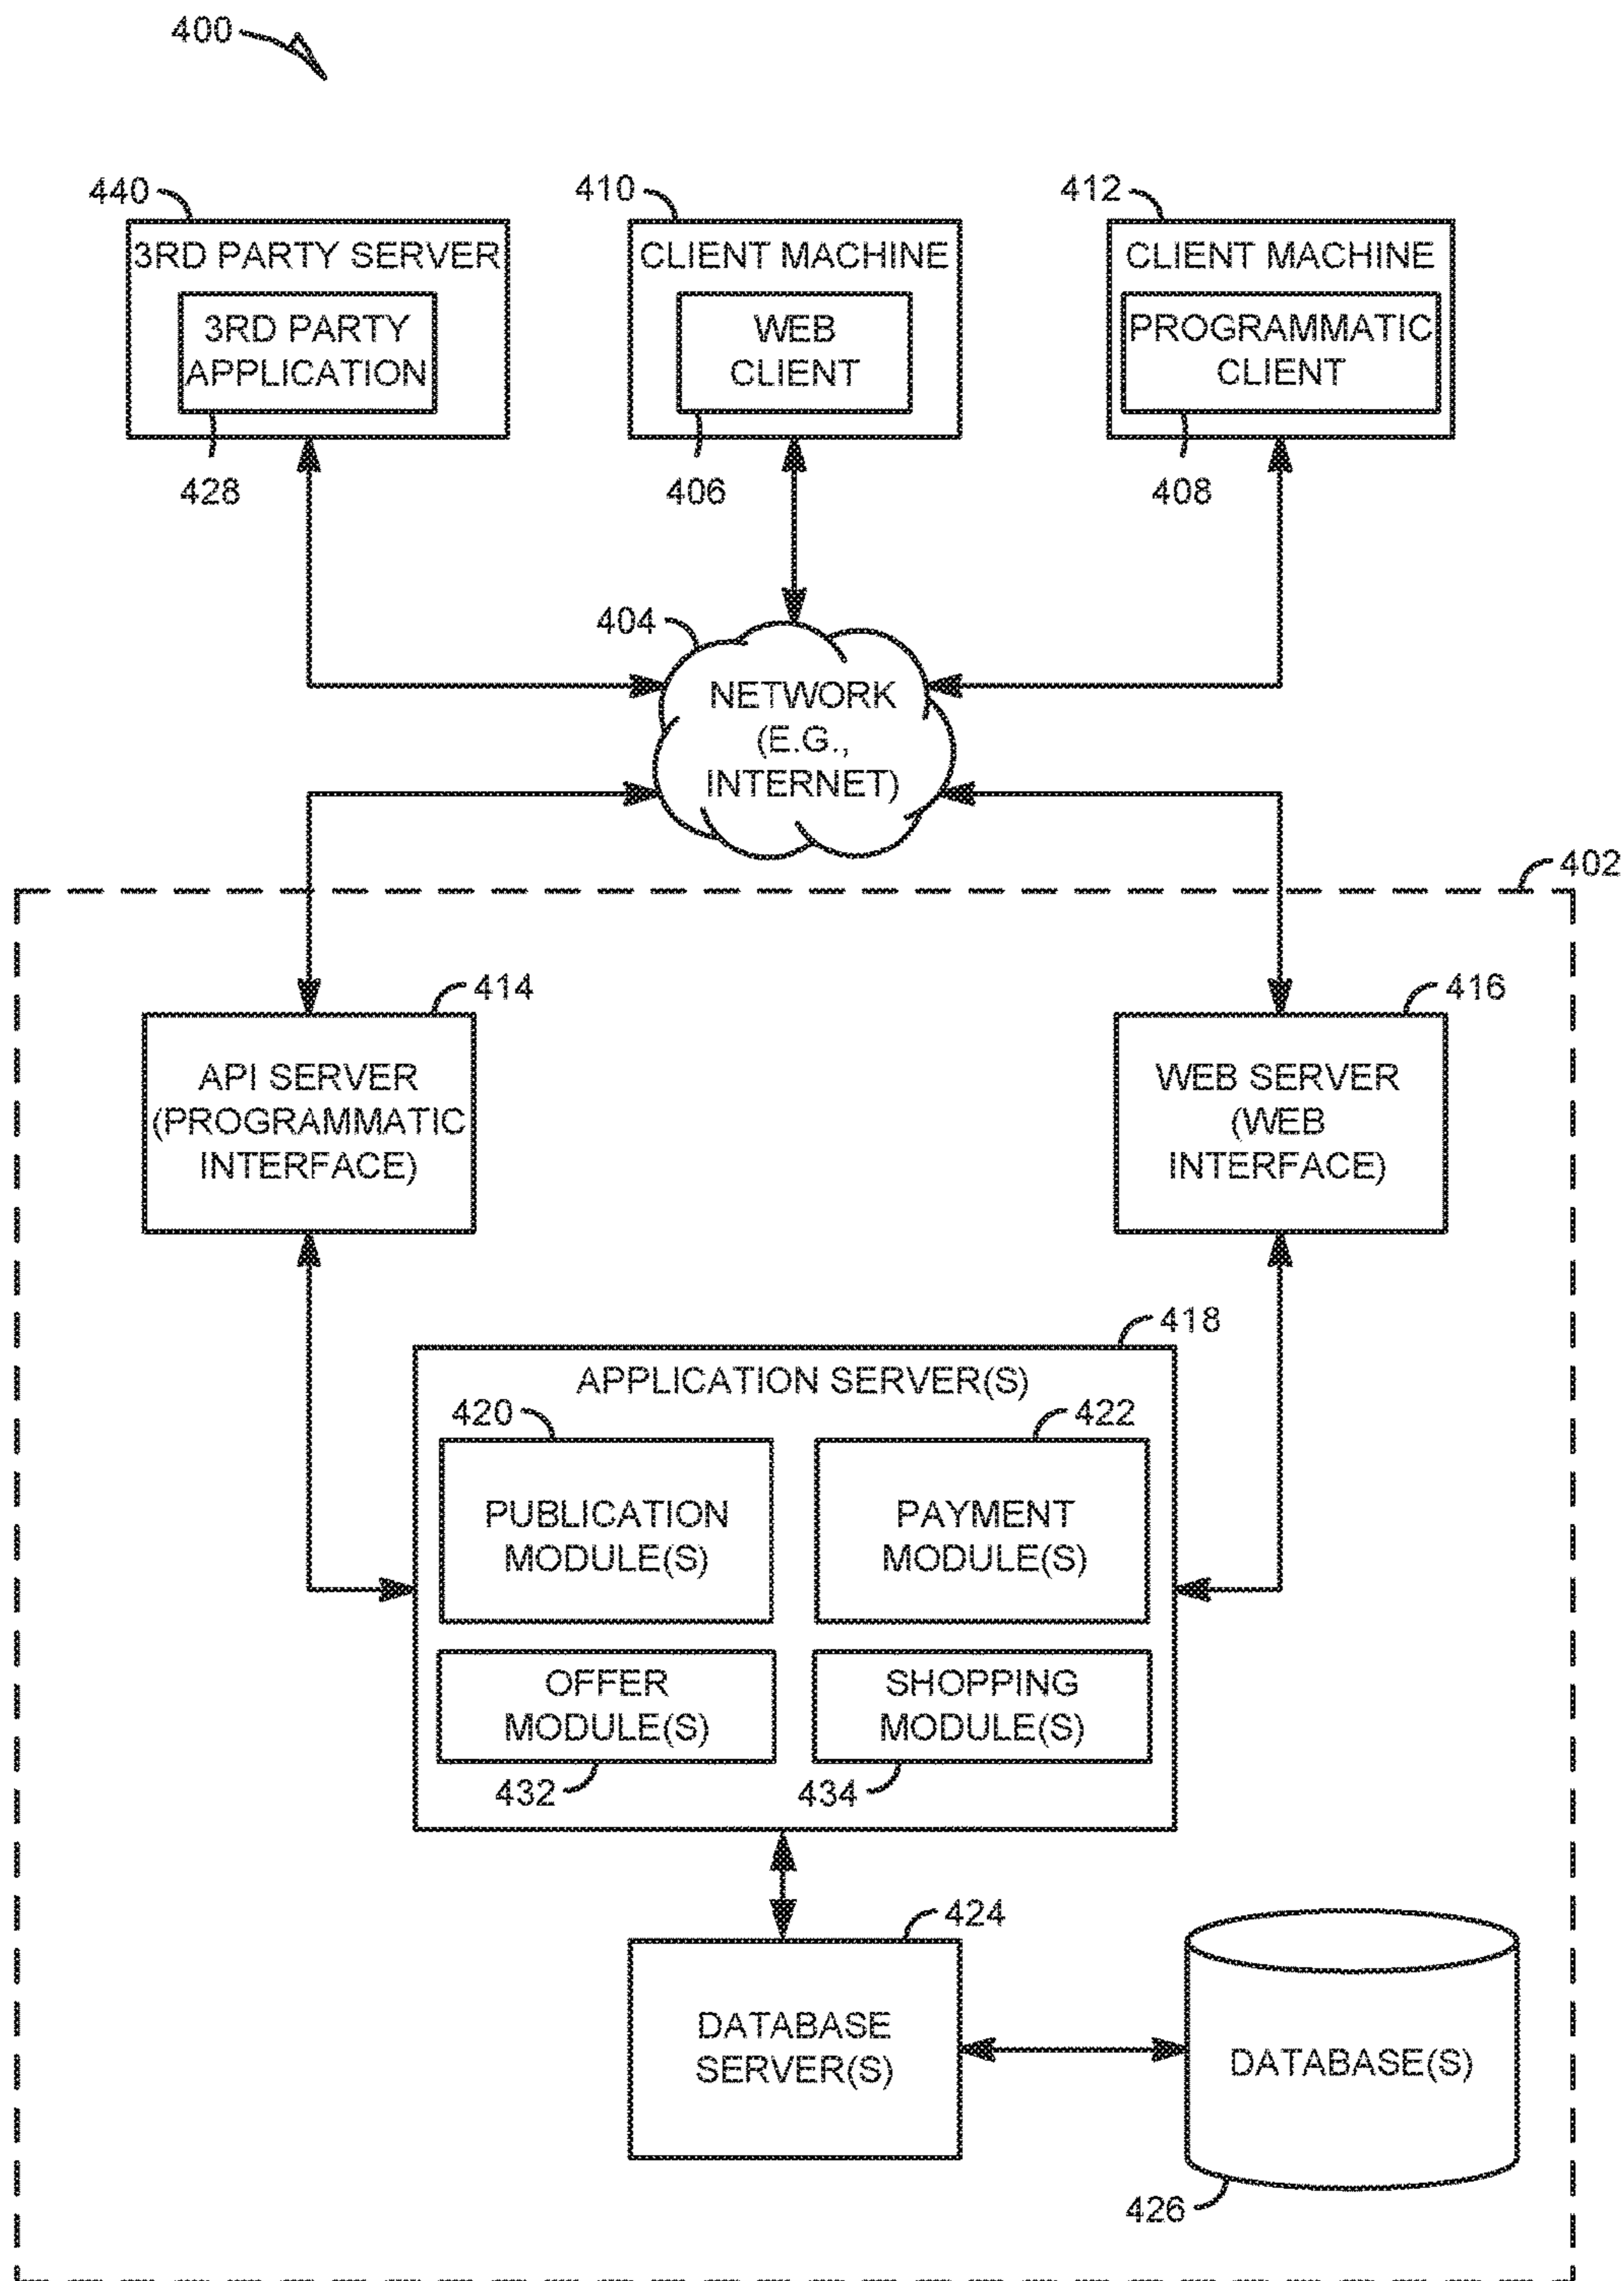 400
440
410
412
3RD PARTY SERVER
CLIENT MACHINE
CLIENT MACHINE
3RD PARTY
APPLICATION
WEB
CLIENT
PROGRAMMATIC
CLIENT
428
406
408
404
NETWORK
(E.G.,
INTERNET)
402
414
416
API SERVER
(PROGRAMMATIC
INTERFACE)
WEB SERVER
(WEB
INTERFACE)
418
APPLICATION SERVER(S)
420
422
PUBLICATION
MODULE(S)
PAYMENT
MODULE(S)
OFFER
MODULE(S)
SHOPPING
MODULE(S)
432
434
424
DATABASE
SERVER(S)
DATABASE(S)
426